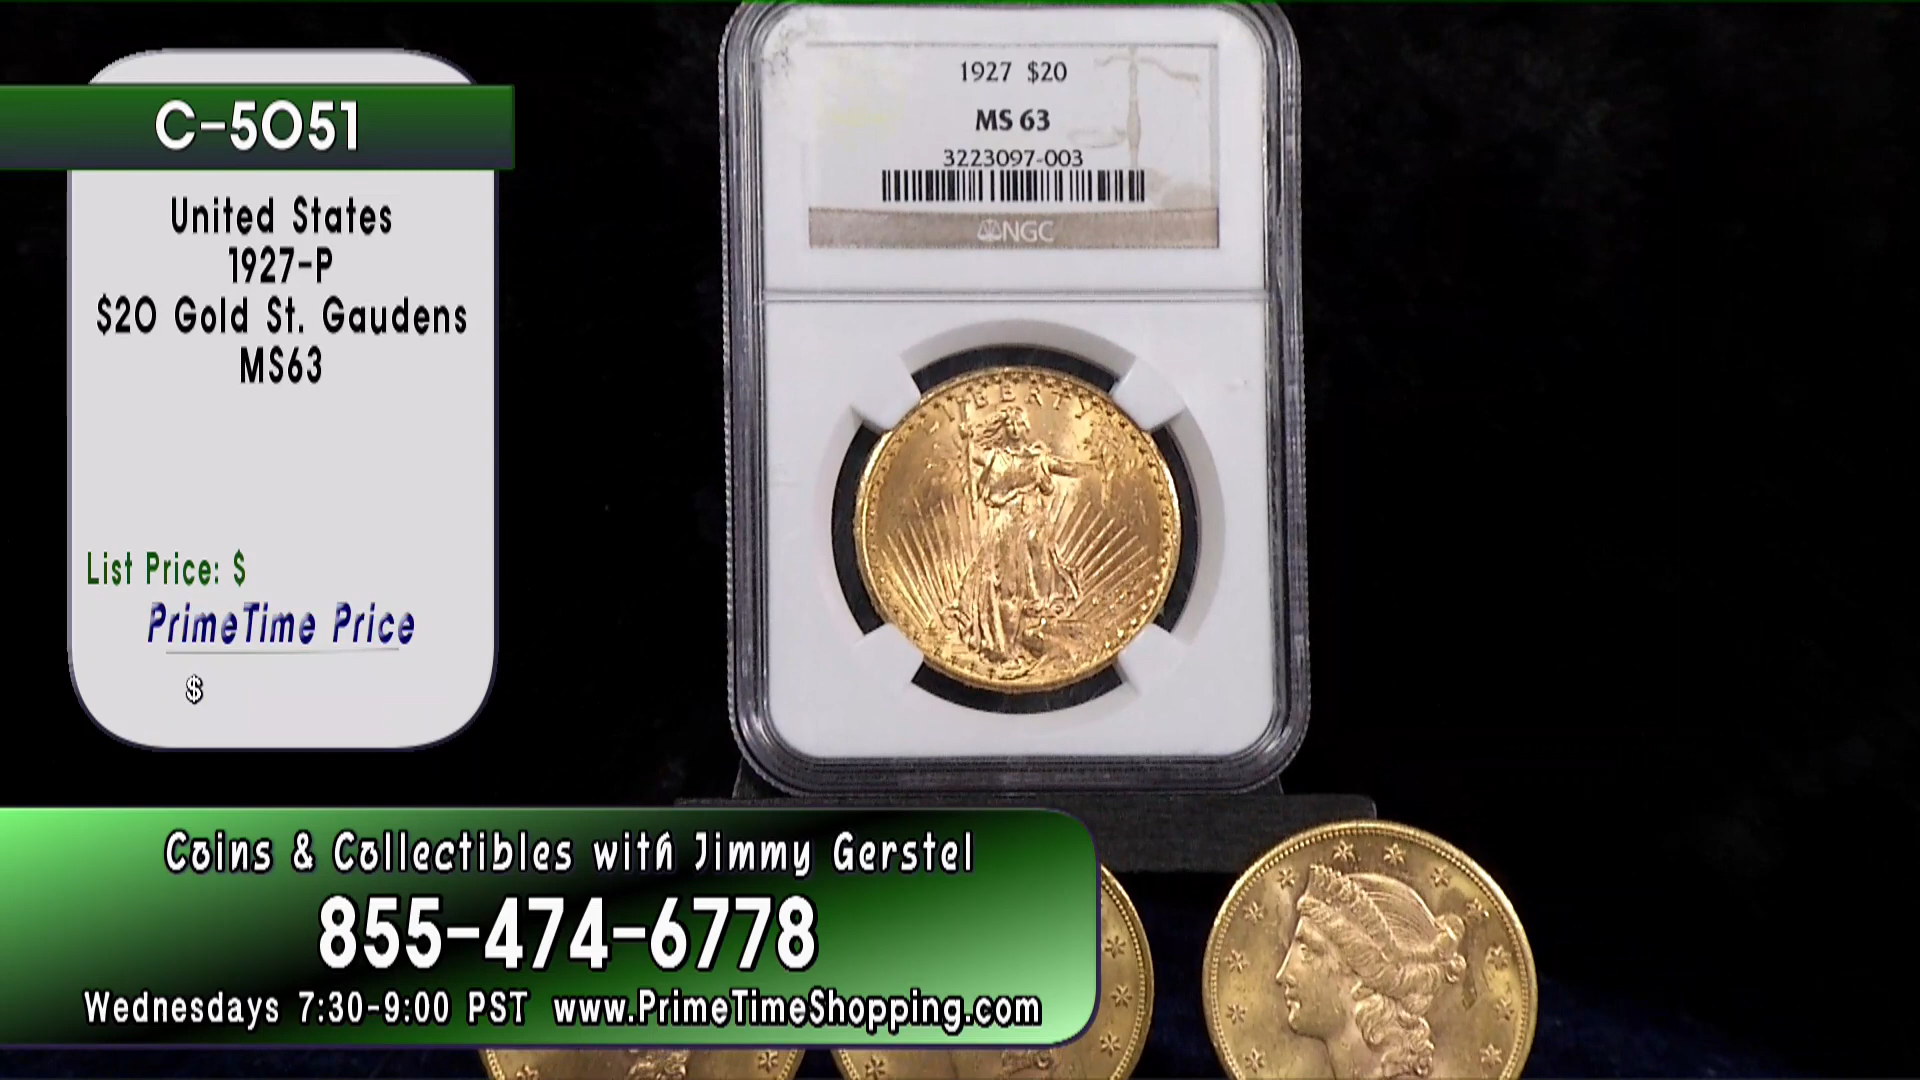 C-5051
United States
1927-P
$20 Gold St. Gaudens
MS63
List Price: $
PrimeTime Price
$
1927 $20
MS 63
3223097-003
NGC
LIBERTY
Coins & Collectibles with Jimmy Gerstel
855-474-6778
Wednesdays 7:30-9:00 PST www.PrimeTimeShopping.com